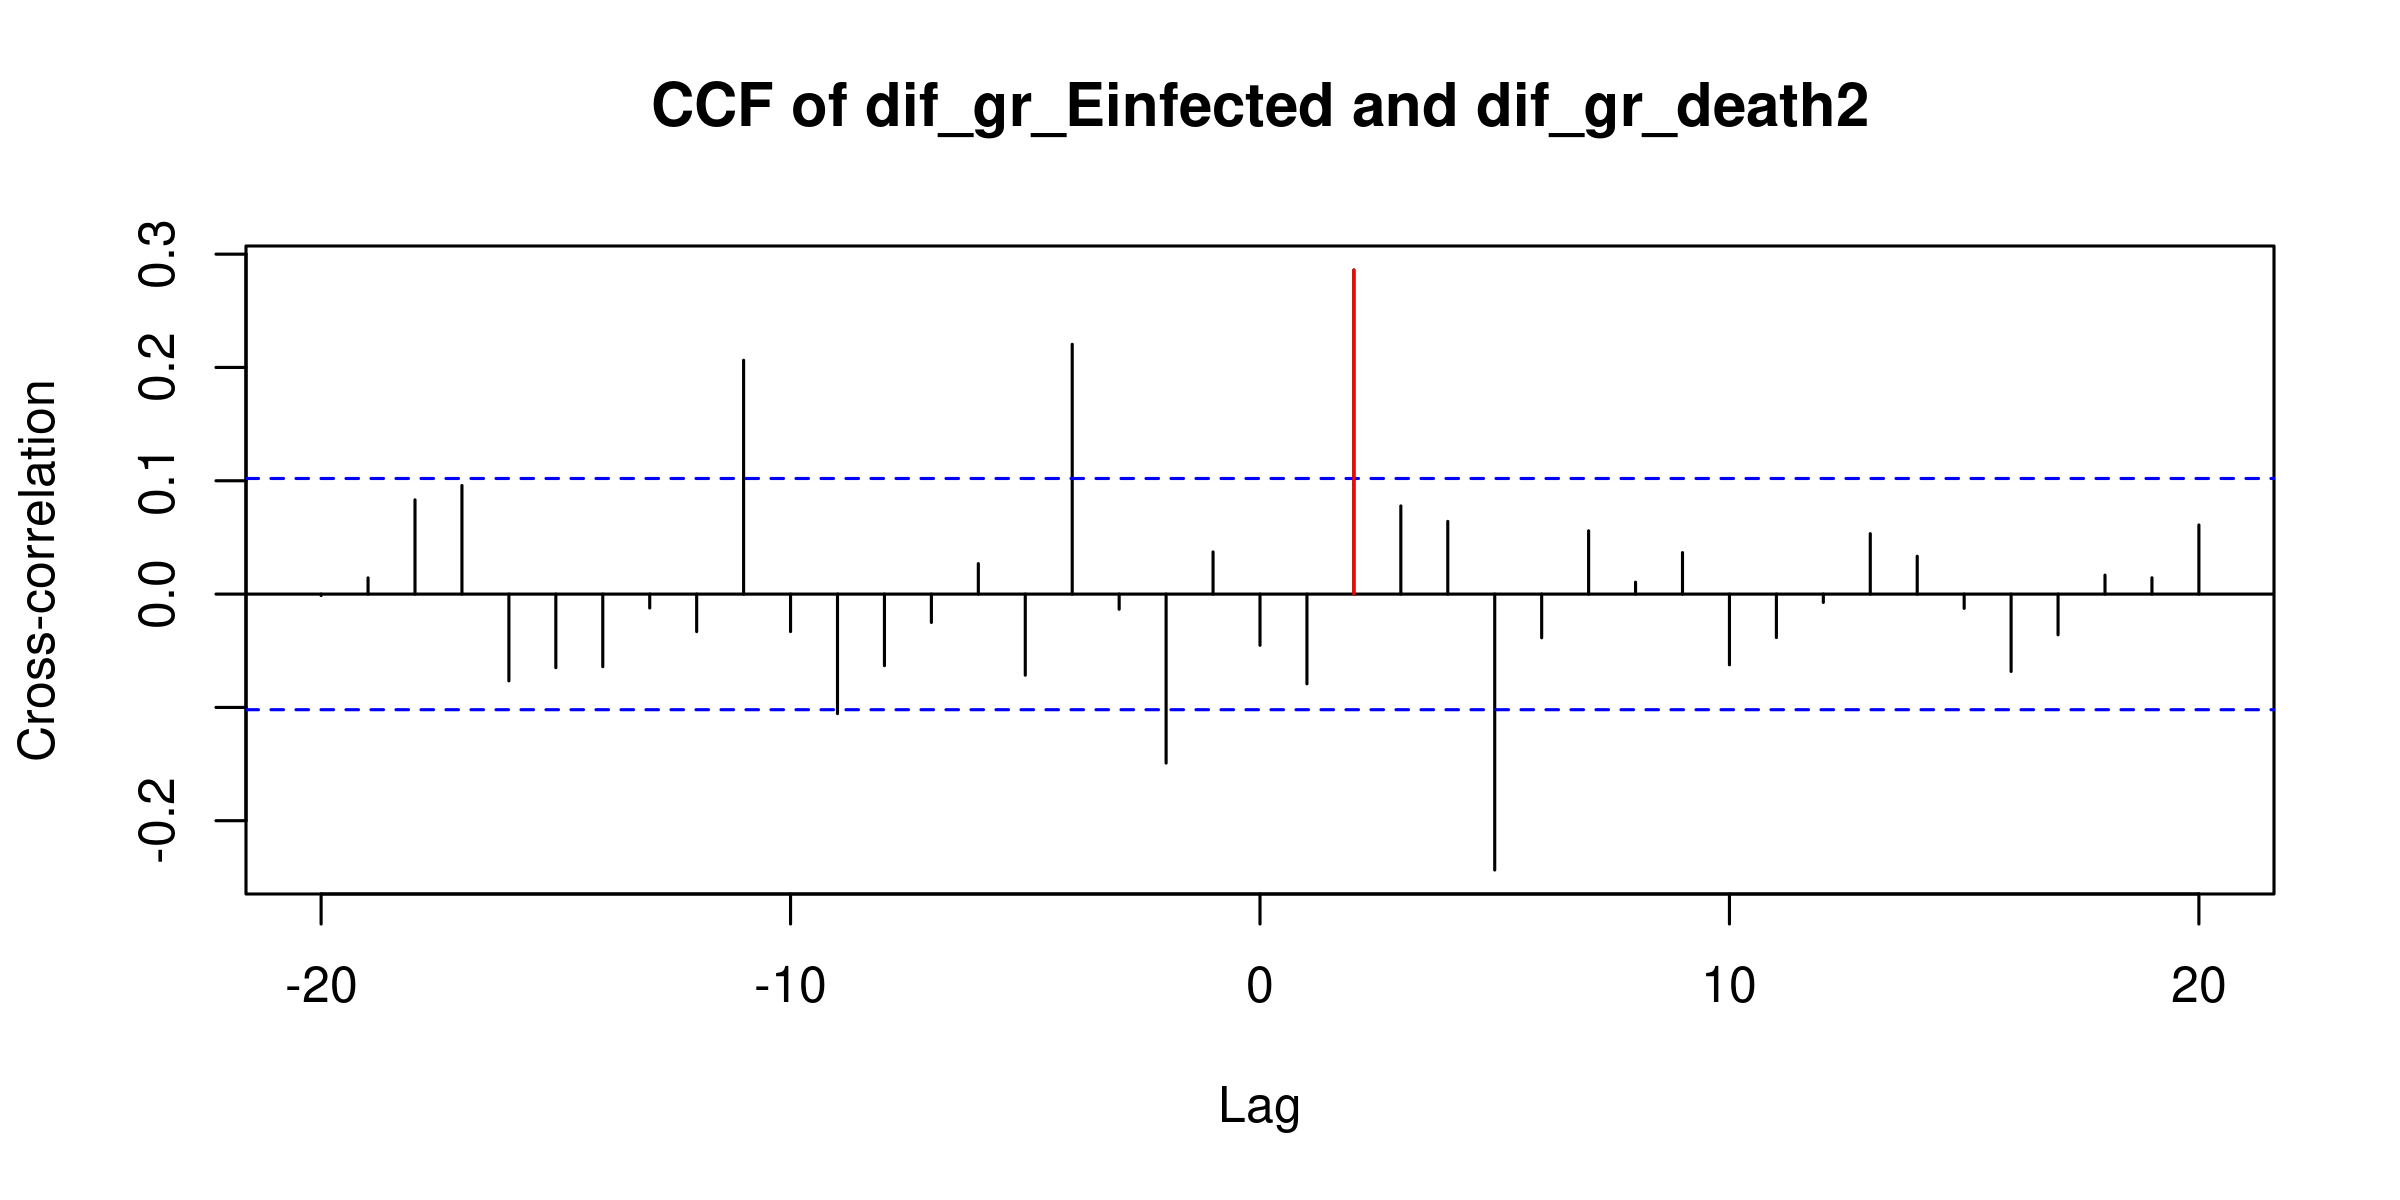 CCF of dif_gr_Einfected and dif_gr_death2
Cross-correlation
0.3
0.2
0.1
0.0
-0.2
-20 -10 0 10 20
Lag